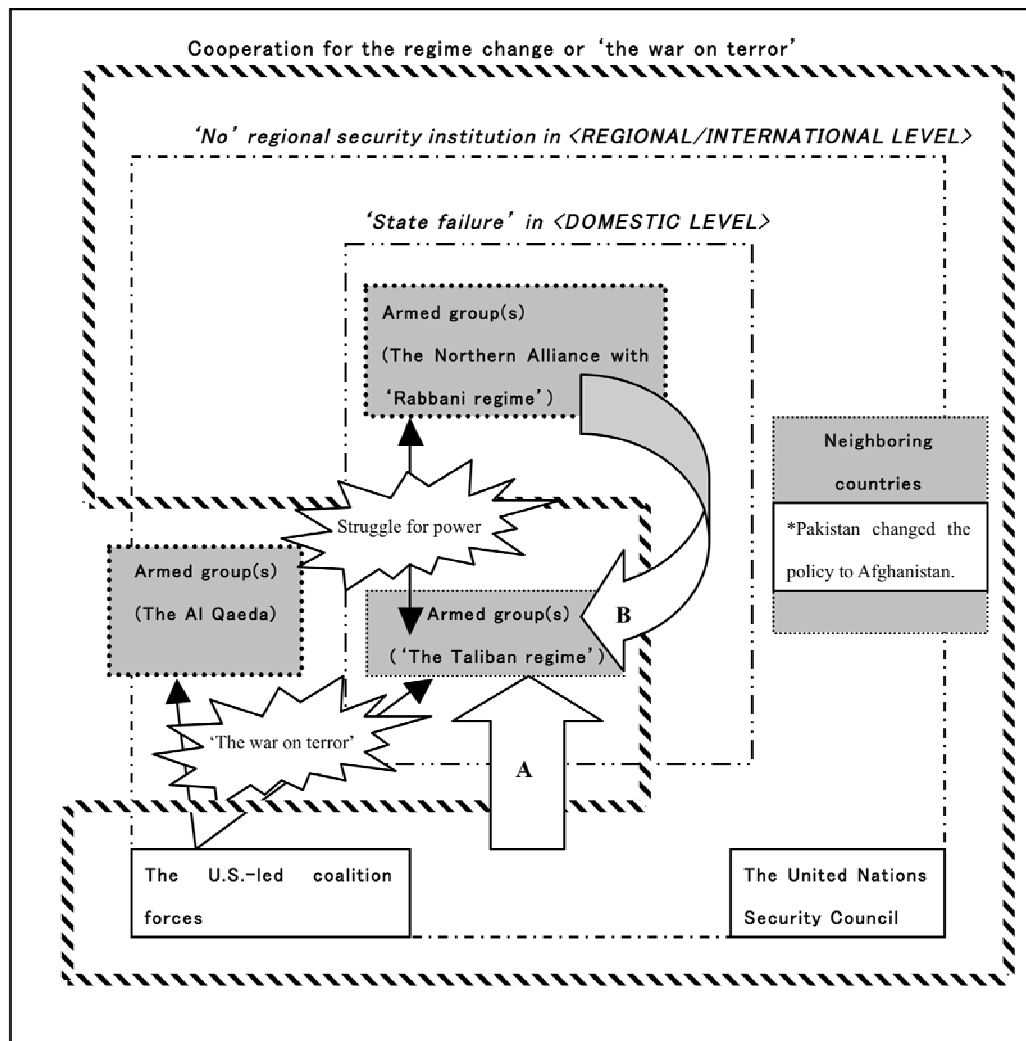 Cooperation for the regime change or ‘the war on terror’
‘No’ regional security institution in <REGIONAL/INTERNATIONAL LEVEL>
‘State failure’ in <DOMESTIC LEVEL>
Armed group(s)
(The Northern Alliance with
‘Rabbani regime’)
Neighboring
countries
*Pakistan changed the
policy to Afghanistan.
Struggle for power
Armed group(s)
(The Al Qaeda)
Armed group(s)
(‘The Taliban regime’)
B
‘The war on terror’
A
The U.S.-led coalition
forces
The United Nations
Security Council